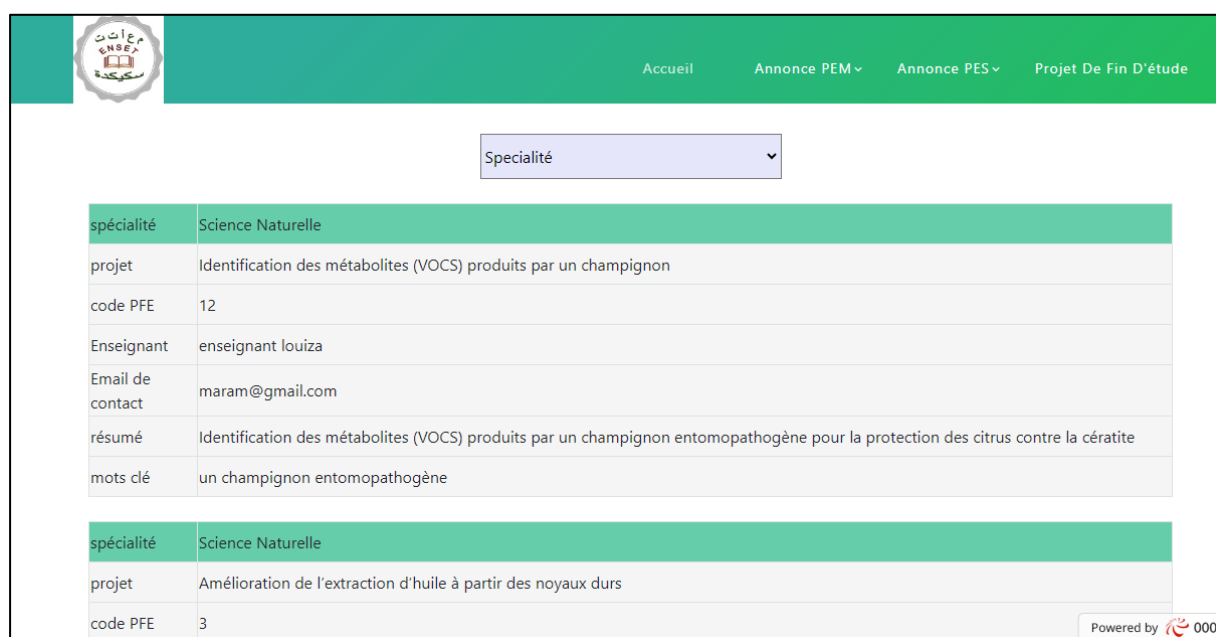 م ع أ ت ت
ENSET
سكيكدة
Accueil Annonce PEM Annonce PES Projet De Fin D'étude
Specialité
spécialité Science Naturelle
projet Identification des métabolites (VOCS) produits par un champignon
code PFE 12
Enseignant enseignant louiza
Email de
contact maram@gmail.com
résumé Identification des métabolites (VOCS) produits par un champignon entomopathogène pour la protection des citrus contre la cératite
mots clé un champignon entomopathogène
spécialité Science Naturelle
projet Amélioration de l'extraction d'huile à partir des noyaux durs
code PFE 3
Powered by 000